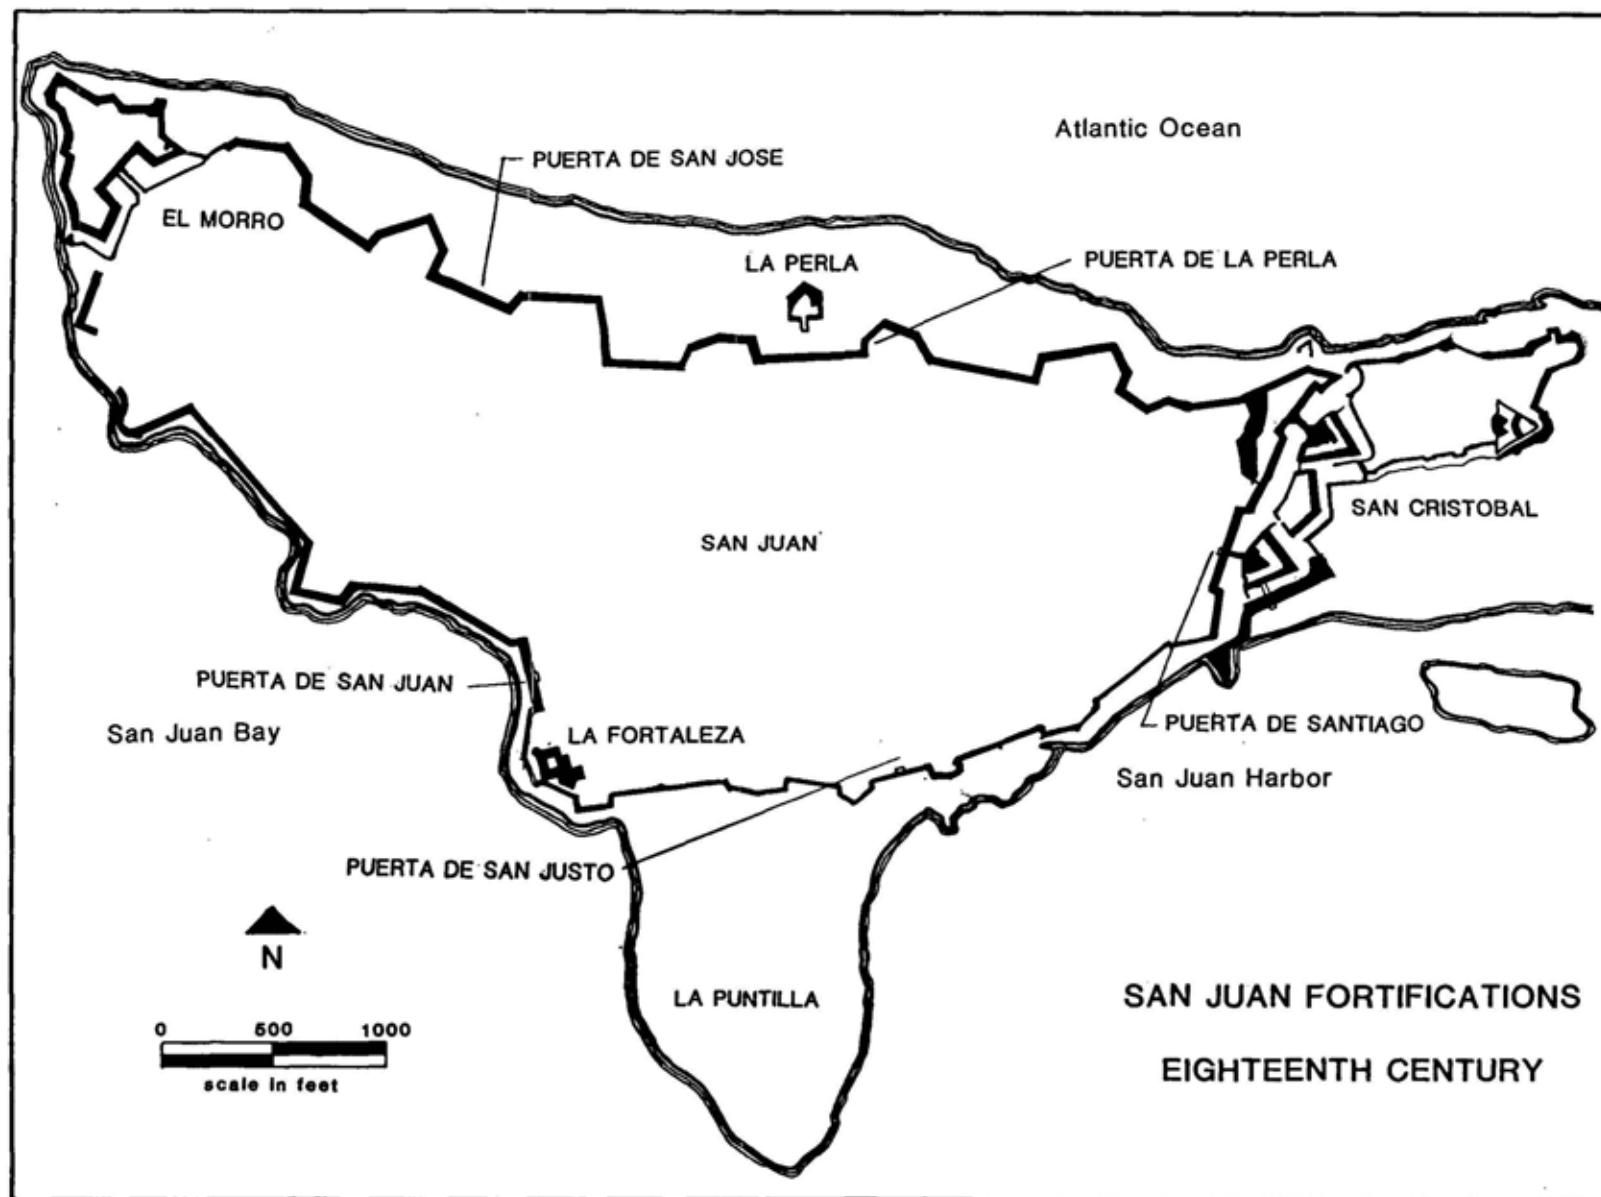 Atlantic Ocean
PUERTA DE SAN JOSE
EL MORRO
LA PERLA
PUERTA DE LA PERLA
SAN CRISTOBAL
SAN JUAN
PUERTA DE SAN JUAN
San Juan Bay
LA FORTALEZA
PUERTA DE SANTIAGO
San Juan Harbor
PUERTA DE SAN JUSTO
N
LA PUNTILLA
SAN JUAN FORTIFICATIONS
EIGHTEENTH CENTURY
0 500 1000
scale in feet